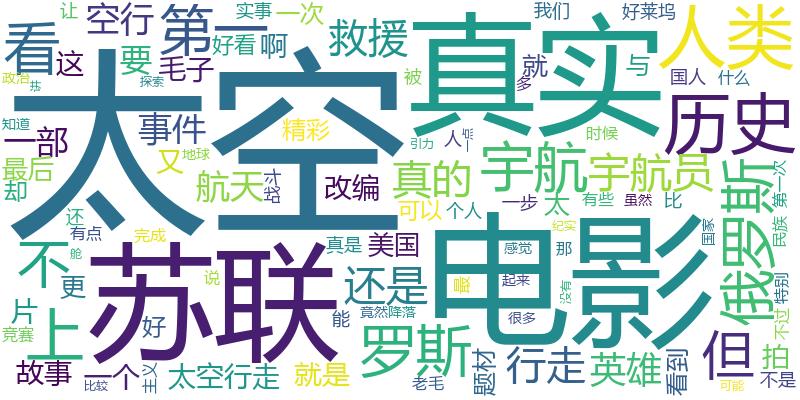 让
实事
一次
我们
好莱坞
看
空行
第一
真实
人类
好看
啊
救援
这
要
毛子
就
与
国人
什么
政治
探索
被
多
太空
知道
一部
事件
精彩
历史
人
引力
时候
最后
又
地球
航天
改编
真的
宇航
宇航员
却
还
可以
个人
一步
太
有些
虽然
比
俄罗斯
第一次
民族
有点
完成
苏联
真是
美国
电影
感觉
纪实
那
国家
不
舱
更
说
还是
最
起来
没有
特别
片
上
好
能
竟然
降落
很多
不过
竞赛
罗斯
但
拍
故事
一个
主义
太空行走
就是
题材
行走
英雄
看到
不是
比较
老毛
可能